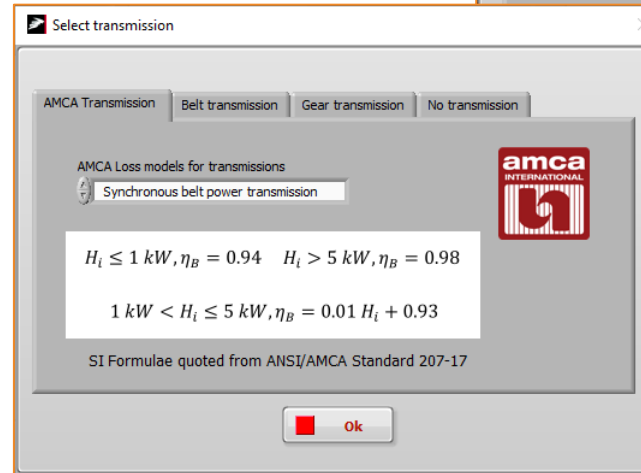 Select transmission
AMCA Transmission Belt transmission Gear transmission No transmission
AMCA Loss models for transmissions
Synchronous belt power transmission
amca
INTERNATIONAL
H_i ≤ 1 kW, η_B = 0.94 H_i > 5 kW, η_B = 0.98
1 kW < H_i ≤ 5 kW, η_B = 0.01 H_i + 0.93
SI Formulae quoted from ANSI/AMCA Standard 207-17
Ok